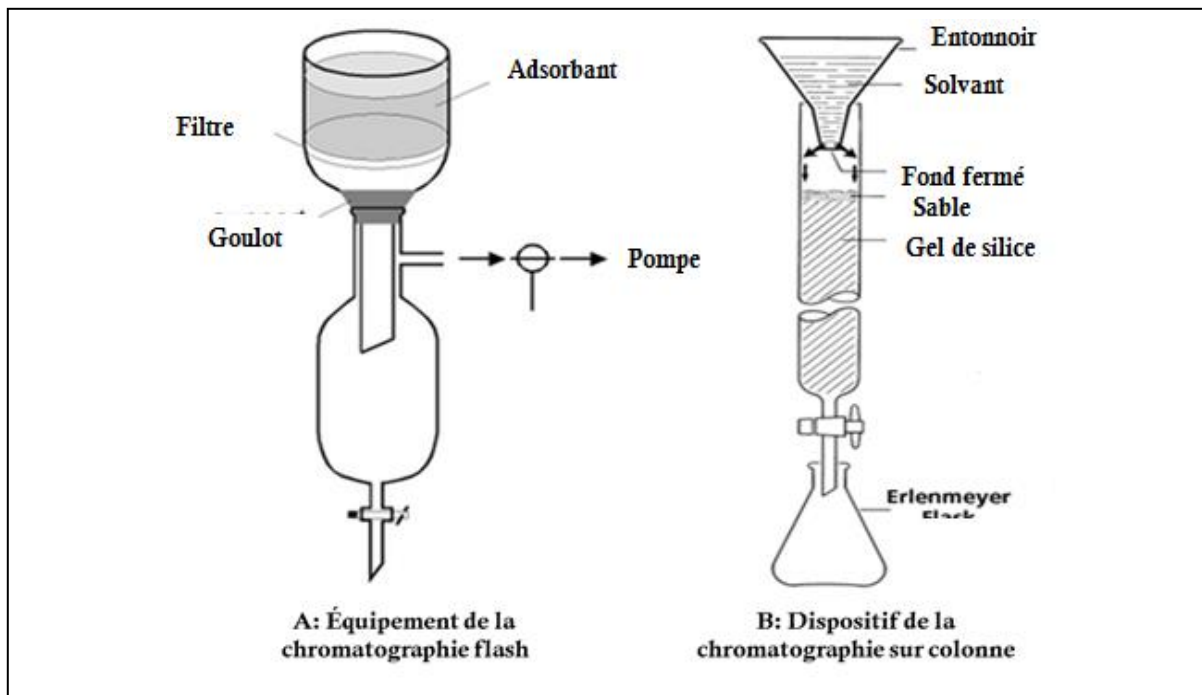 Adsorbant
Filtre
Goulot
Pompe
A: Équipement de la
chromatographie flash
Entonnoir
Solvant
Fond fermé
Sable
Gel de silice
Erlenmeyer
B: Dispositif de la
chromatographie sur colonne